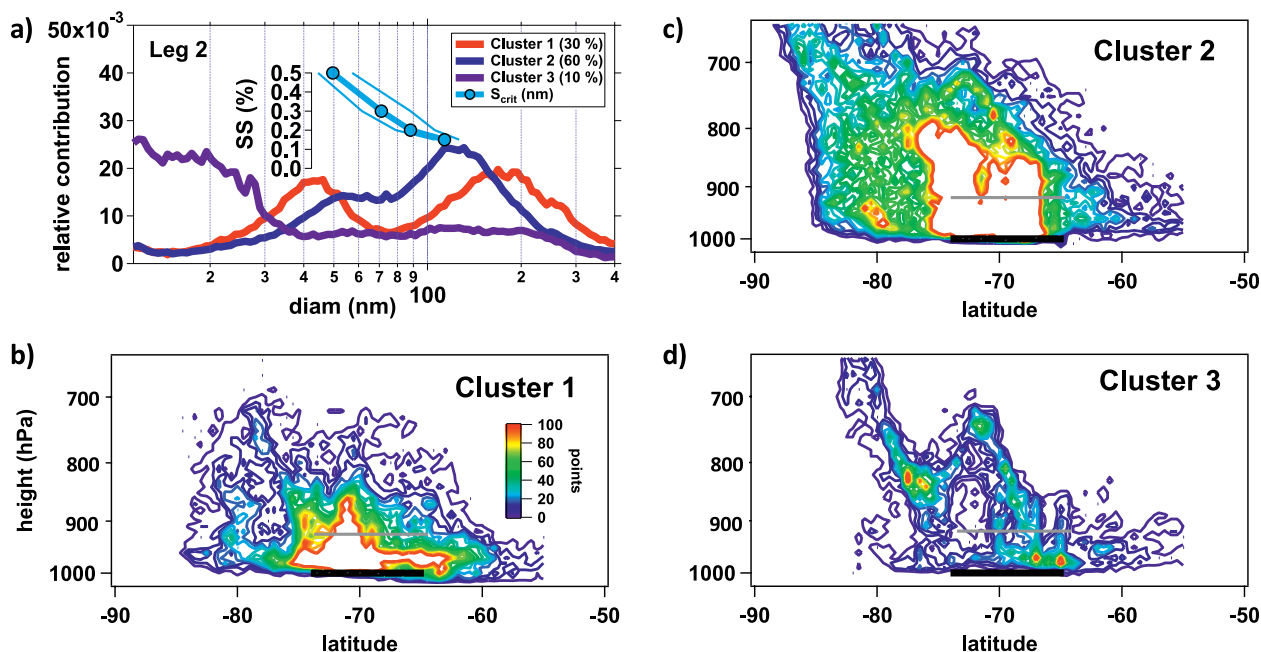 a)
Leg 2
50x10⁻³
40
30
20
10
0
relative contribution
2
3
4
5
6
7
8
9
100
2
3
4
diam (nm)
0.5
0.4
0.3
0.2
0.1
0.0
SS (%)
Cluster 1 (30 %)
Cluster 2 (60 %)
Cluster 3 (10 %)
S_crit (nm)
c)
Cluster 2
700
800
900
1000
-90
-80
-70
-60
-50
latitude
b)
Cluster 1
height (hPa)
700
800
900
1000
-90
-80
-70
-60
-50
latitude
100
80
60
40
20
0
points
d)
Cluster 3
700
800
900
1000
-90
-80
-70
-60
-50
latitude